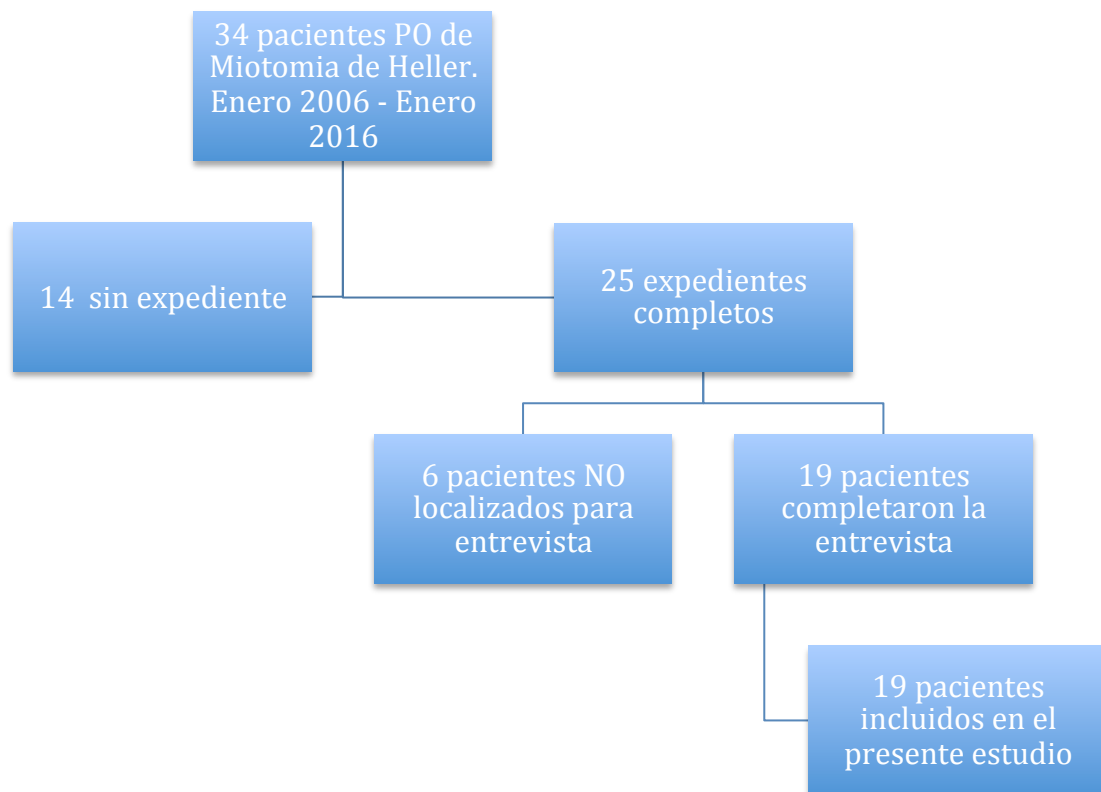 34 pacientes PO de
Miotomia de Heller.
Enero 2006 - Enero
2016
14 sin expediente
25 expedientes
completos
6 pacientes NO
localizados para
entrevista
19 pacientes
completaron la
entrevista
19 pacientes
incluidos en el
presente estudio